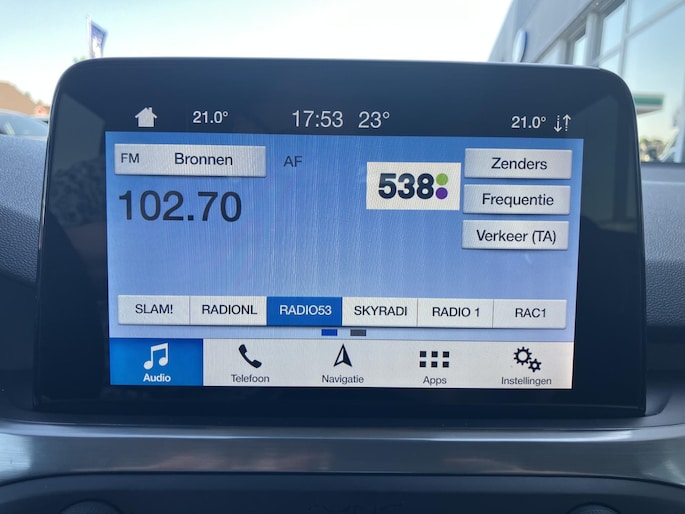 21.0° 17:53 23° 21.0°
FM Bronnen AF
538
Zenders
102.70
Frequentie
Verkeer (TA)
SLAM! RADIONL RADIO53 SKYRADI RADIO 1 RAC1
Audio Telefoon Navigatie Apps Instellingen